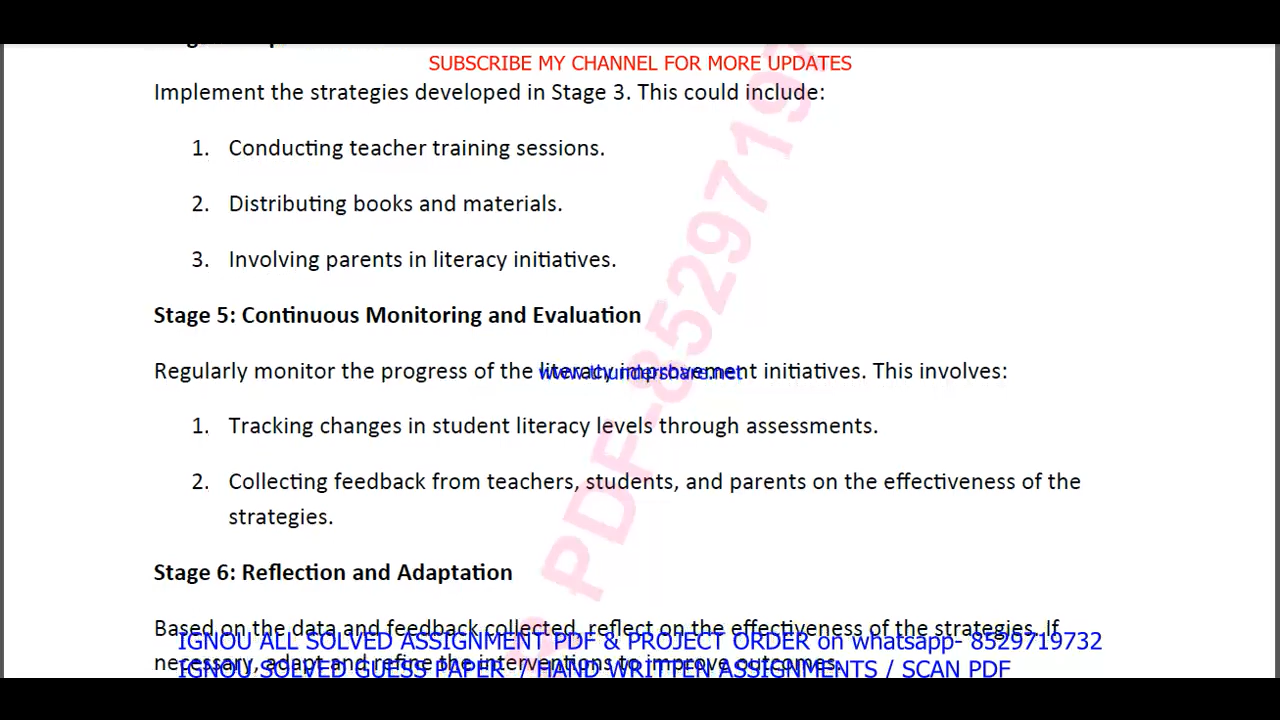 SUBSCRIBE MY CHANNEL FOR MORE UPDATES
Implement the strategies developed in Stage 3. This could include:
1. Conducting teacher training sessions.
2. Distributing books and materials.
3. Involving parents in literacy initiatives.
Stage 5: Continuous Monitoring and Evaluation
Regularly monitor the progress of the literacy improvement initiatives. This involves:
www.thundershare.net
1. Tracking changes in student literacy levels through assessments.
2. Collecting feedback from teachers, students, and parents on the effectiveness of the
strategies.
Stage 6: Reflection and Adaptation
Based on the data and feedback collected, reflect on the effectiveness of the strategies. If
IGNOU ALL SOLVED ASSIGNMENT PDF & PROJECT ORDER on whatsapp- 8529719732
necessary, adapt and refine the interventions to improve outcomes.
IGNOU SOLVED GUESS PAPER / HAND WRITTEN ASSIGNMENTS / SCAN PDF
PDF-852971973